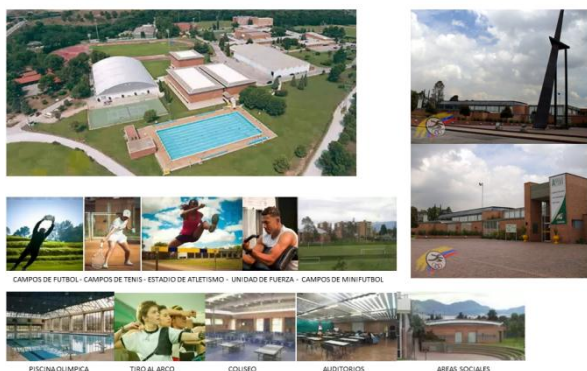 CAMPOS DE FUTBOL - CAMPOS DE TENIS - ESTADIO DE ATLETISMO - UNIDAD DE FUERZA - CAMPOS DE MINIFUTBOL
PISCINA OLIMPICA TIRO AL ARCO COLISEO AUDITORIOS AREAS SOCIALES